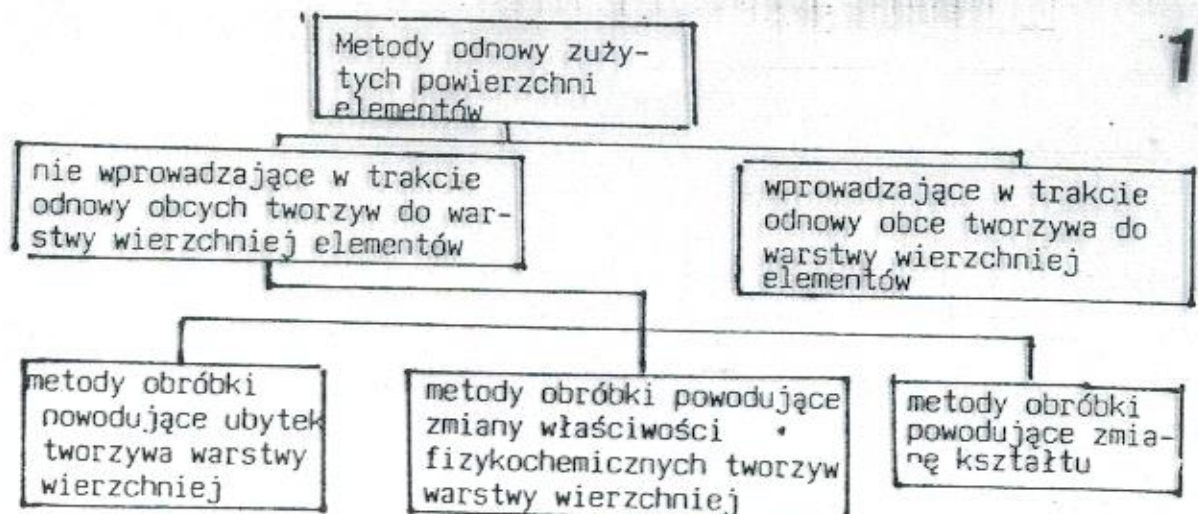 1
Metody odnowy zuży-
tych powierzchni
elementów
nie wprowadzające w trakcie
odnowy obcych tworzyw do war-
stwy wierzchniej elementów
wprowadzające w trakcie
odnowy obce tworzywa do
warstwy wierzchniej
elementów
metody obróbki
powodujące ubytek
tworzywa warstwy
wierzchniej
metody obróbki powodujące
zmiany właściwości
fizykochemicznych tworzyw
warstwy wierzchniej
metody obróbki
powodujące zmia-
nę kształtu